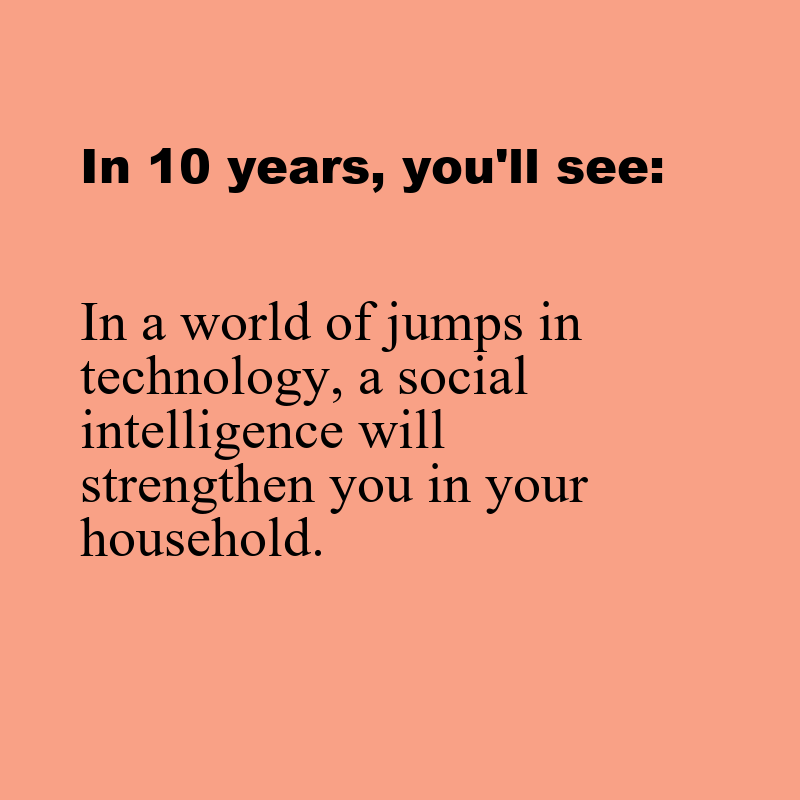 In 10 years, you'll see:
In a world of jumps in
technology, a social
intelligence will
strengthen you in your
household.